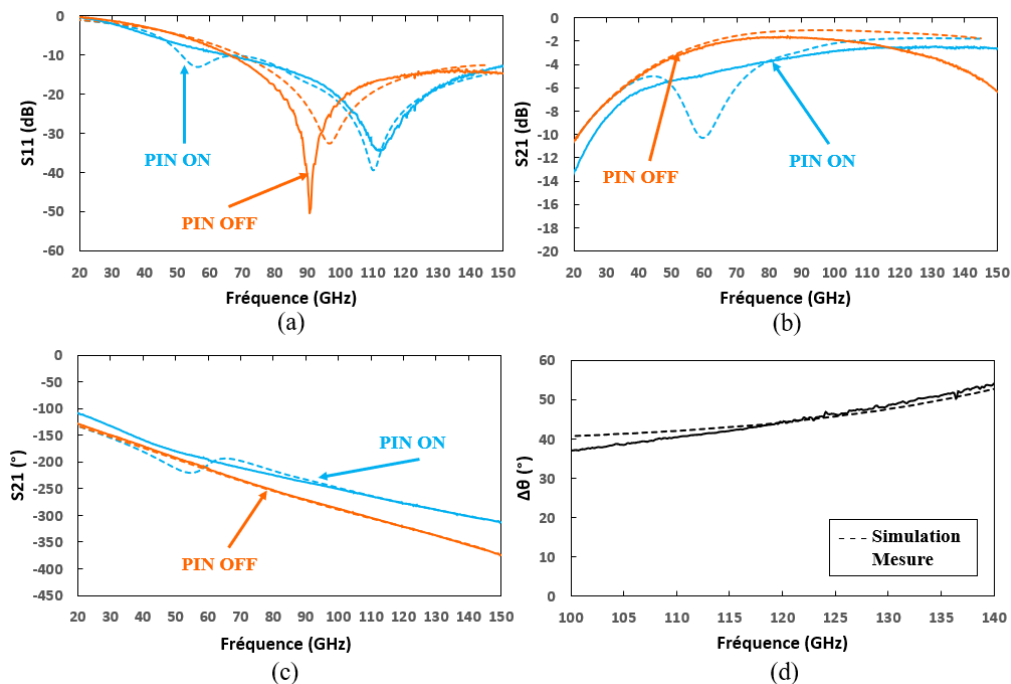 0
-10
-20
-30
-40
-50
-60
S11 (dB)
PIN ON
PIN OFF
20 30 40 50 60 70 80 90 100 110 120 130 140 150
Fréquence (GHz)
(a)
0
-2
-4
-6
-8
-10
-12
-14
-16
-18
-20
S21 (dB)
PIN OFF
PIN ON
20 30 40 50 60 70 80 90 100 110 120 130 140 150
Fréquence (GHz)
(b)
0
-50
-100
-150
-200
-250
-300
-350
-400
-450
S21 (°)
PIN ON
PIN OFF
20 30 40 50 60 70 80 90 100 110 120 130 140 150
Fréquence (GHz)
(c)
60
50
40
30
20
10
0
Δθ (°)
Simulation
Mesure
100 105 110 115 120 125 130 135 140
Fréquence (GHz)
(d)